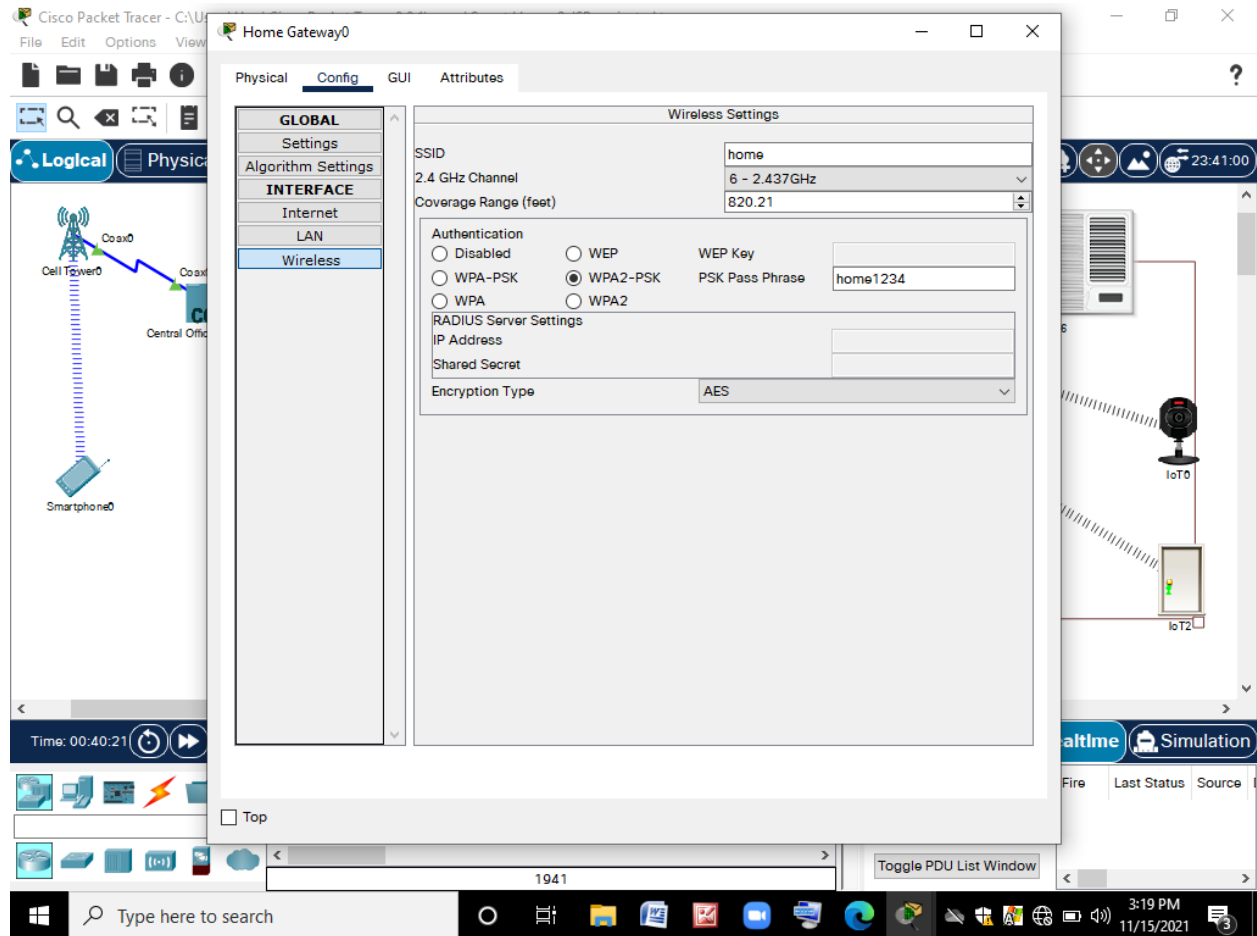 Cisco Packet Tracer - C:\U
Home Gateway0
File Edit Options View
Physical Config GUI Attributes
GLOBAL
Settings
Algorithm Settings
INTERFACE
Internet
LAN
Wireless
Wireless Settings
SSID home
2.4 GHz Channel 6 - 2.437GHz
Coverage Range (feet) 820.21
Authentication
Disabled WEP WEP Key
WPA-PSK WPA2-PSK PSK Pass Phrase home1234
WPA WPA2
RADIUS Server Settings
IP Address
Shared Secret
Encryption Type AES
Top
?
Logical Physica
23:41:00
Coax0
Cell Tower0
Coax
CO
Central Offic
Smartphone0
6
IoT0
IoT2
Time: 00:40:21
altime Simulation
Fire Last Status Source
1941
Toggle PDU List Window
Type here to search
3:19 PM
11/15/2021
3